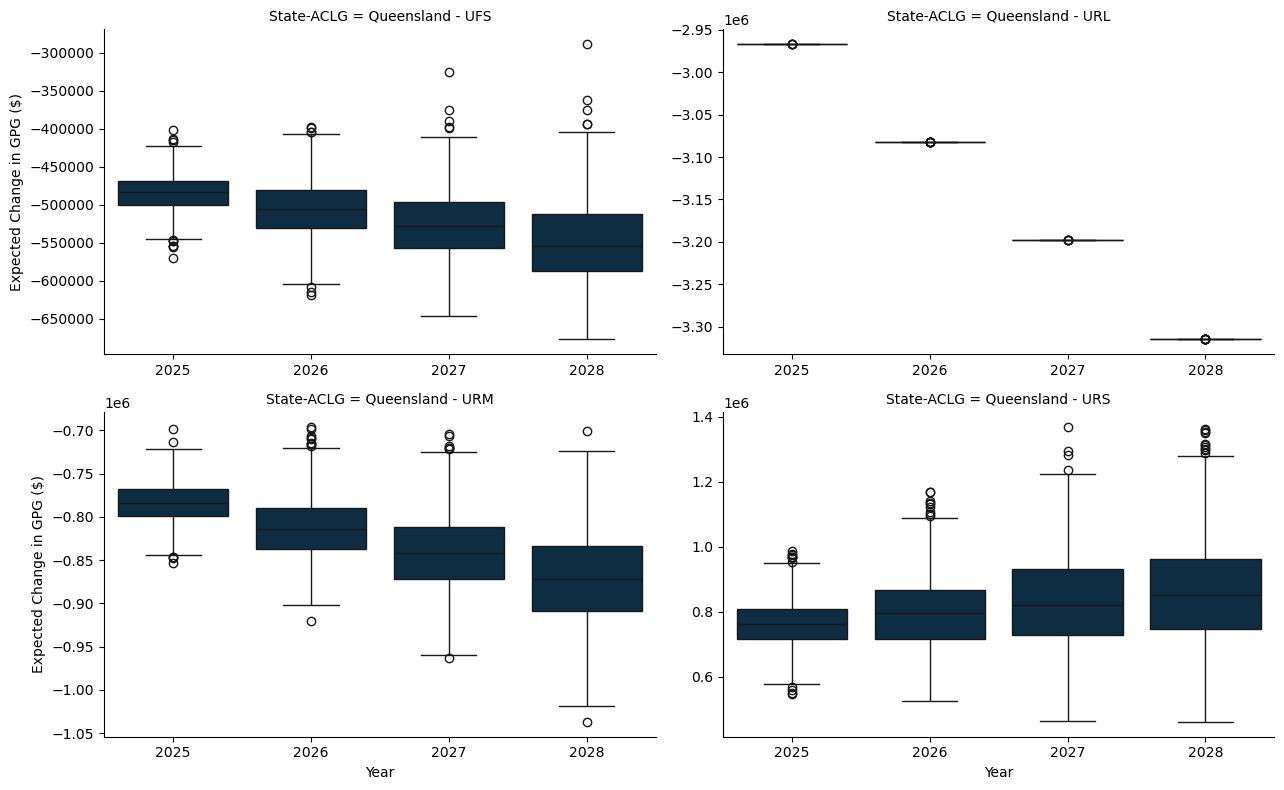 State-ACLG = Queensland - UFS
Expected Change in GPG ($)
−300000
−350000
−400000
−450000
−500000
−550000
−600000
−650000
2025 2026 2027 2028
State-ACLG = Queensland - URL
1e6
−2.95
−3.00
−3.05
−3.10
−3.15
−3.20
−3.25
−3.30
2025 2026 2027 2028
State-ACLG = Queensland - URM
1e6
Expected Change in GPG ($)
−0.70
−0.75
−0.80
−0.85
−0.90
−0.95
−1.00
−1.05
2025 2026 2027 2028
Year
State-ACLG = Queensland - URS
1e6
1.4
1.2
1.0
0.8
0.6
2025 2026 2027 2028
Year